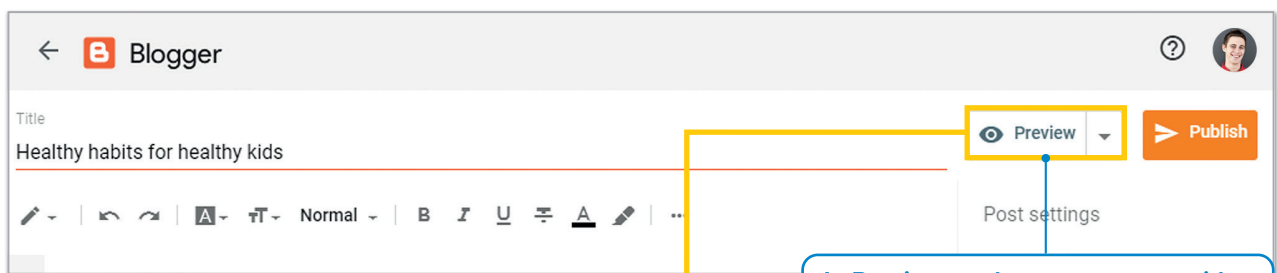 Blogger
Title
Healthy habits for healthy kids
Preview
Publish
Normal
B I U A
Post settings